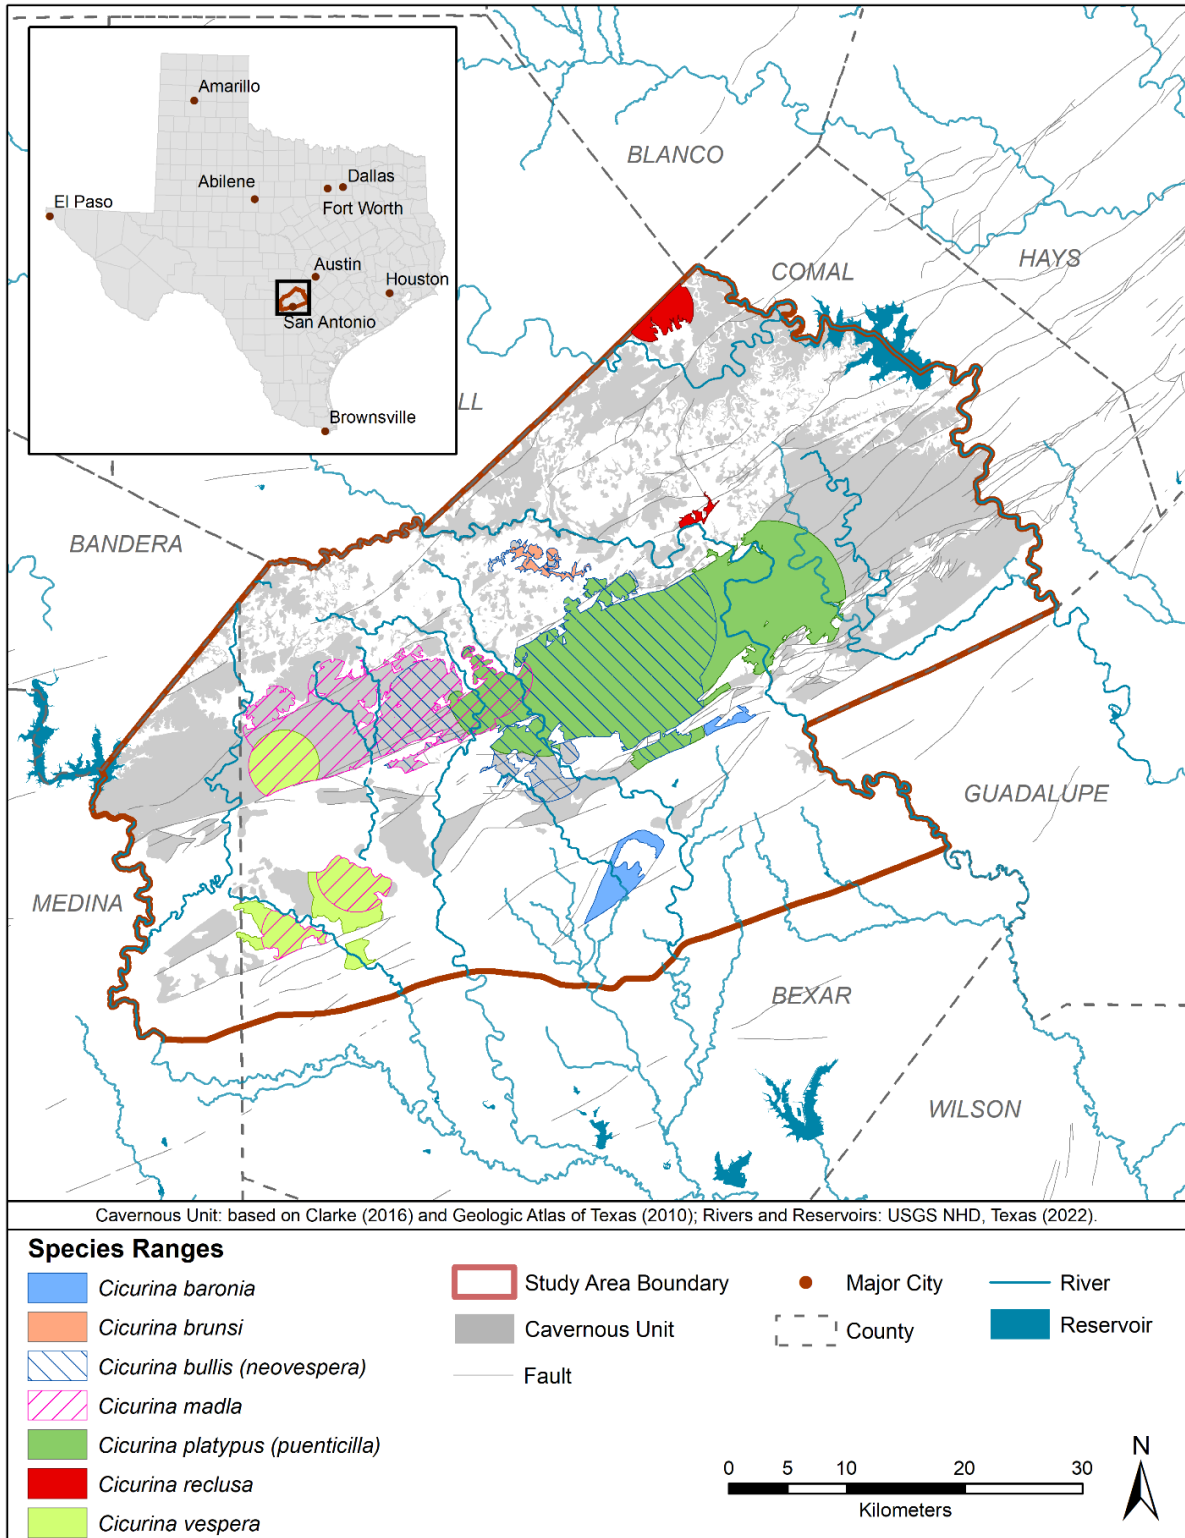 Amarillo
Abilene
Dallas
Fort Worth
El Paso
Austin
Houston
San Antonio
Brownsville
BLANCO
HAYS
COMAL
LL
BANDERA
GUADALUPE
MEDINA
BEXAR
WILSON
Cavernous Unit: based on Clarke (2016) and Geologic Atlas of Texas (2010); Rivers and Reservoirs: USGS NHD, Texas (2022).
Species Ranges
Cicurina baronia
Cicurina brunsi
Cicurina bullis (neovespera)
Cicurina madla
Cicurina platypus (puenticilla)
Cicurina reclusa
Cicurina vespera
Study Area Boundary
Cavernous Unit
Fault
Major City
County
River
Reservoir
0 5 10 20 30
Kilometers
N